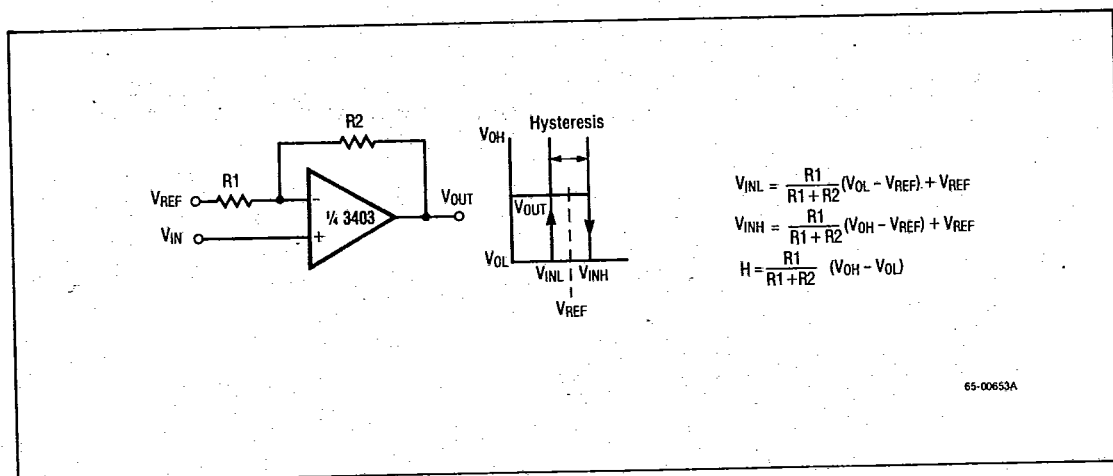 R2
R1
VREF
VIN
-
+
¼ 3403
VOUT
Hysteresis
VOH
VOUT
VOL
VINL
VINH
VREF
VINL = R1/(R1 + R2) (VOL – VREF) + VREF
VINH = R1/(R1 + R2) (VOH – VREF) + VREF
H = R1/(R1 + R2) (VOH – VOL)
65-00653A